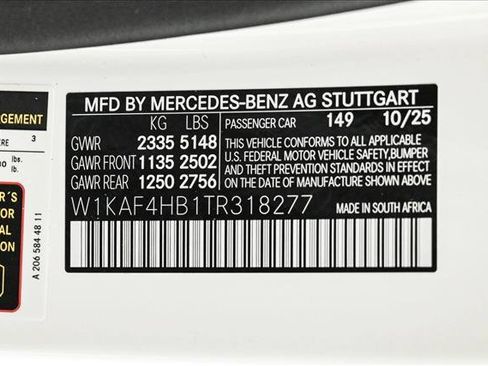 MFD BY MERCEDES-BENZ AG STUTTGART
KG LBS
GVWR 2335 5148
GAWR FRONT 1135 2502
GAWR REAR 1250 2756
PASSENGER CAR 149 10/25
THIS VEHICLE CONFORMS TO ALL APPLICABLE
U.S. FEDERAL MOTOR VEHICLE SAFETY, BUMPER
AND THEFT PREVENTION STANDARDS IN EFFECT
ON THE DATE OF MANUFACTURE SHOWN ABOVE
W1KAF4HB1TR318277 MADE IN SOUTH AFRICA
3
lbs.
A 206 584 48 11